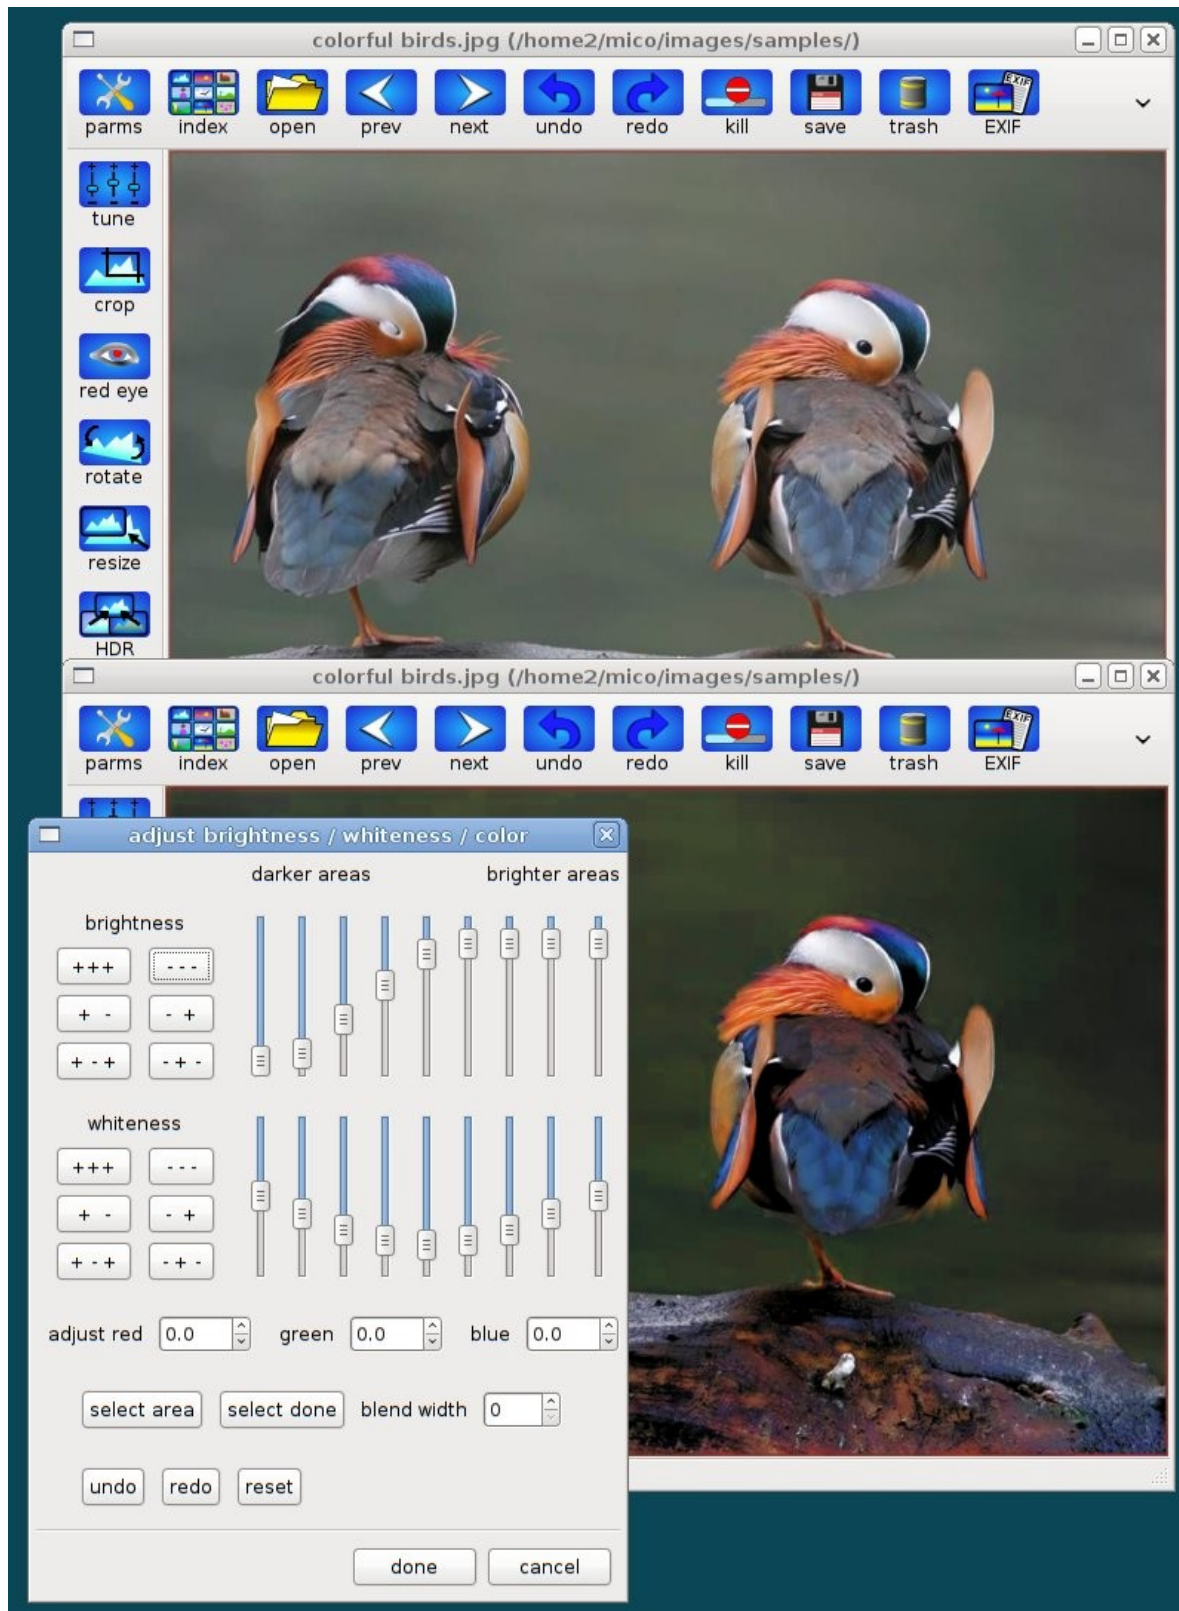 colorful birds.jpg (/home2/mico/images/samples/)
parms index open prev next undo redo kill save trash EXIF
tune
crop
red eye
rotate
resize
HDR
colorful birds.jpg (/home2/mico/images/samples/)
parms index open prev next undo redo kill save trash EXIF
adjust brightness / whiteness / color
darker areas brighter areas
brightness
+++ - - -
+ - - +
+ - + - + -
whiteness
+++ - - -
+ - - +
+ - + - + -
adjust red 0.0 green 0.0 blue 0.0
select area select done blend width 0
undo redo reset
done cancel